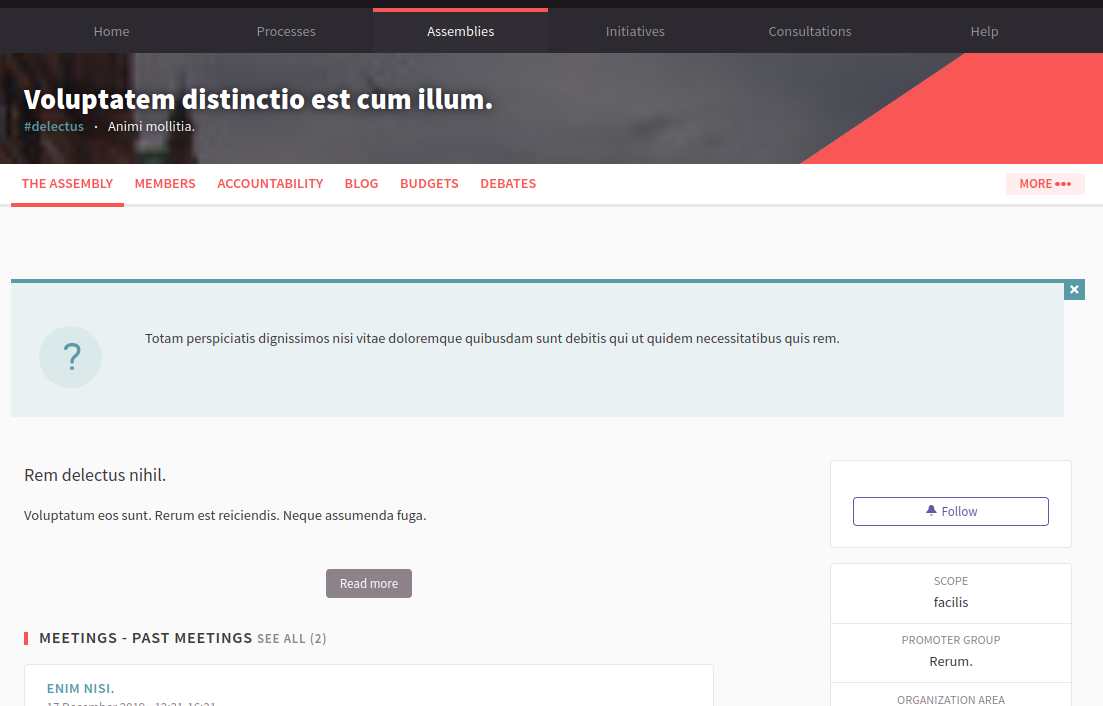 Home Processes Assemblies Initiatives Consultations Help
Voluptatem distinctio est cum illum.
#delectus · Animi mollitia.
THE ASSEMBLY MEMBERS ACCOUNTABILITY BLOG BUDGETS DEBATES MORE •••
?
Totam perspiciatis dignissimos nisi vitae doloremque quibusdam sunt debitis qui ut quidem necessitatibus quis rem.
Rem delectus nihil.
Voluptatum eos sunt. Rerum est reiciendis. Neque assumenda fuga.
Read more
MEETINGS - PAST MEETINGS SEE ALL (2)
ENIM NISI.
17 December 2019
Follow
SCOPE
facilis
PROMOTER GROUP
Rerum.
ORGANIZATION AREA